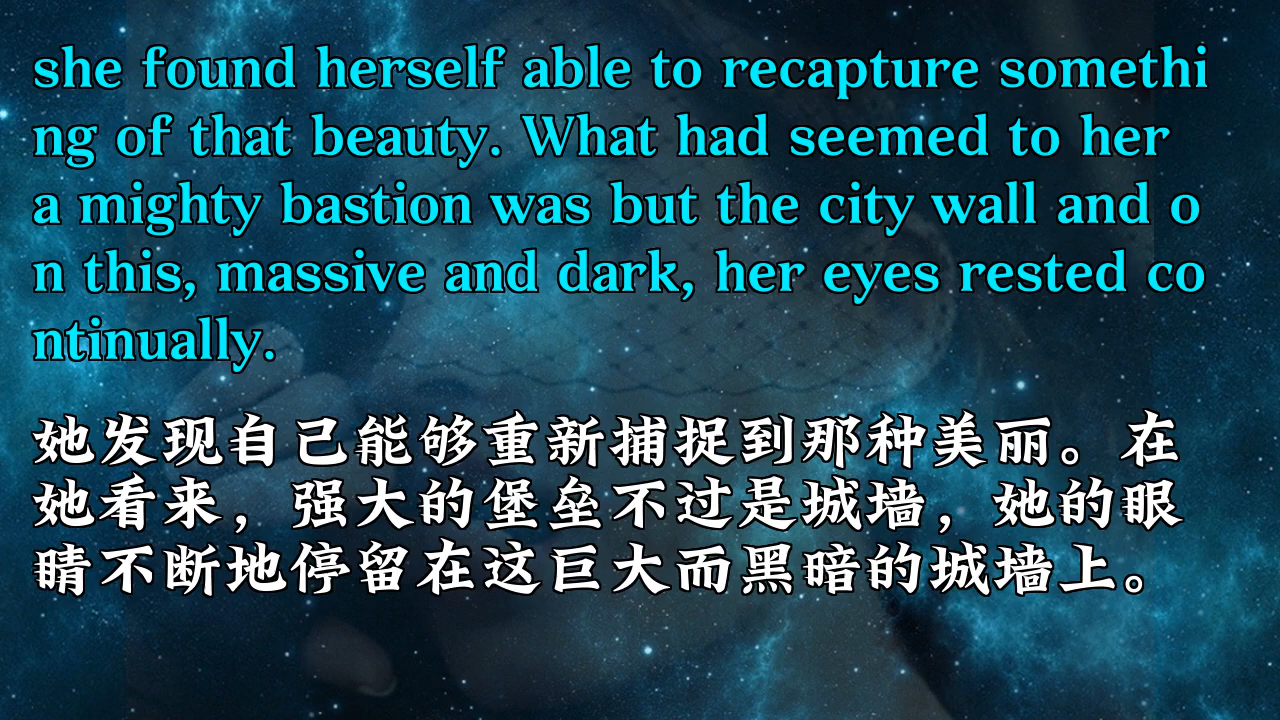 she found herself able to recapture somethi
ng of that beauty. What had seemed to her
a mighty bastion was but the city wall and o
n this, massive and dark, her eyes rested co
ntinually.
她发现自己能够重新捕捉到那种美丽。在
她看来，强大的堡垒不过是城墙，她的眼
睛不断地停留在这巨大而黑暗的城墙上。